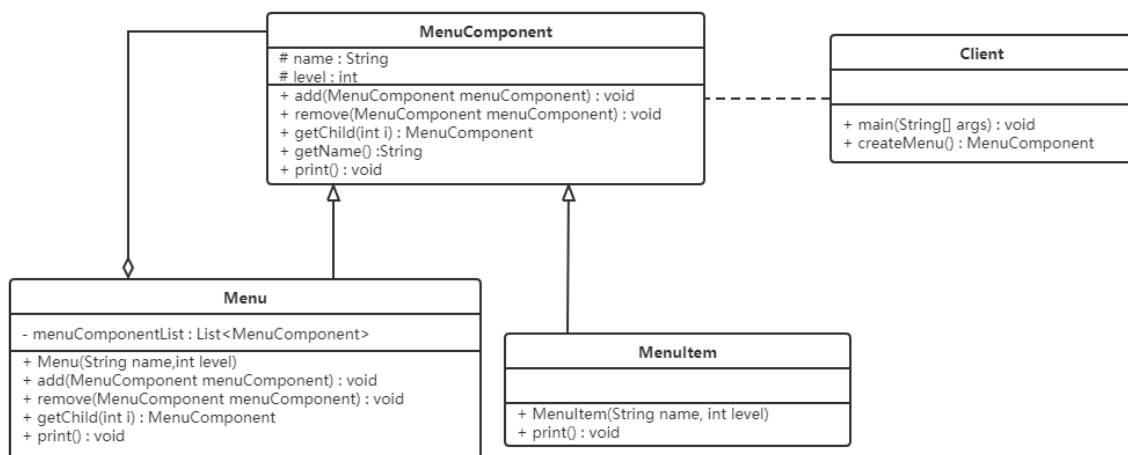 MenuComponent
# name : String
# level : int
+ add(MenuComponent menuComponent) : void
+ remove(MenuComponent menuComponent) : void
+ getChild(int i) : MenuComponent
+ getName() :String
+ print() : void
Client
+ main(String[] args) : void
+ createMenu() : MenuComponent
Menu
- menuComponentList : List<MenuComponent>
+ Menu(String name,int level)
+ add(MenuComponent menuComponent) : void
+ remove(MenuComponent menuComponent) : void
+ getChild(int i) : MenuComponent
+ print() : void
MenuItem
+ MenuItem(String name, int level)
+ print() : void